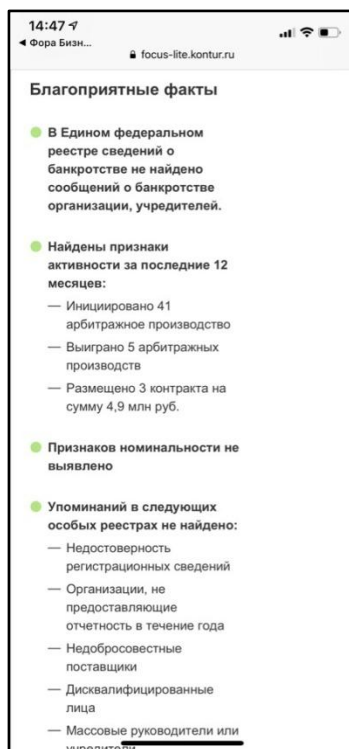 14:47
◀ Фора Бизн...
focus-lite.kontur.ru
Благоприятные факты
В Едином федеральном
реестре сведений о
банкротстве не найдено
сообщений о банкротстве
организации, учредителей.
Найдены признаки
активности за последние 12
месяцев:
— Инициировано 41
арбитражное производство
— Выиграно 5 арбитражных
производств
— Размещено 3 контракта на
сумму 4,9 млн руб.
Признаков номинальности не
выявлено
Упоминаний в следующих
особых реестрах не найдено:
— Недостоверность
регистрационных сведений
— Организации, не
предоставляющие
отчетность в течение года
— Недобросовестные
поставщики
— Дисквалифицированные
лица
— Массовые руководители или
учредители